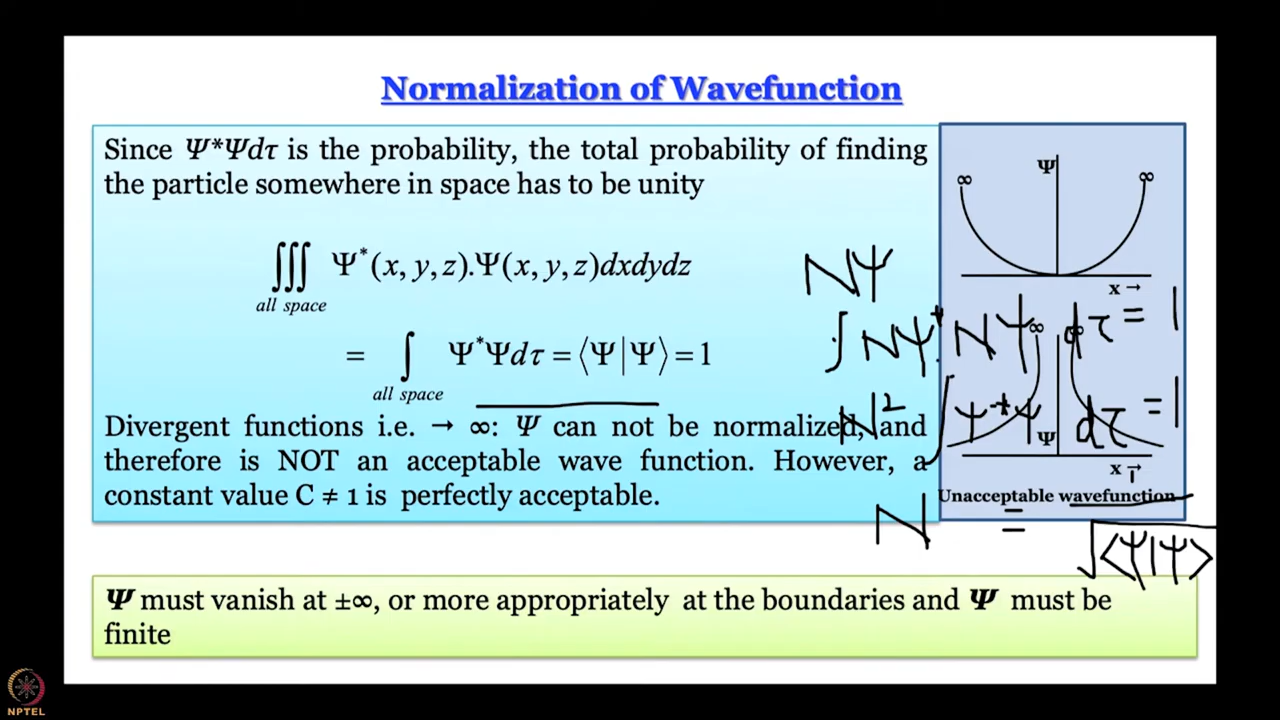 Normalization of Wavefunction
Since Ψ*Ψdτ is the probability, the total probability of finding
the particle somewhere in space has to be unity
∭ Ψ*(x, y, z).Ψ(x, y, z)dxdydz
all space
= ∫ Ψ*Ψdτ = ⟨Ψ|Ψ⟩ = 1
all space
Divergent functions i.e. → ∞: Ψ can not be normalized, and
therefore is NOT an acceptable wave function. However, a
constant value C ≠ 1 is perfectly acceptable.
Ψ
∞ ∞
x →
∞ ∞
Ψ
x →
Unacceptable wavefunction
NΨ
∫ NΨ*. NΨ dτ = 1
N² ∫ Ψ*Ψ dτ = 1
N = 1
√⟨Ψ|Ψ⟩
Ψ must vanish at ±∞, or more appropriately at the boundaries and Ψ must be
finite
NPTEL